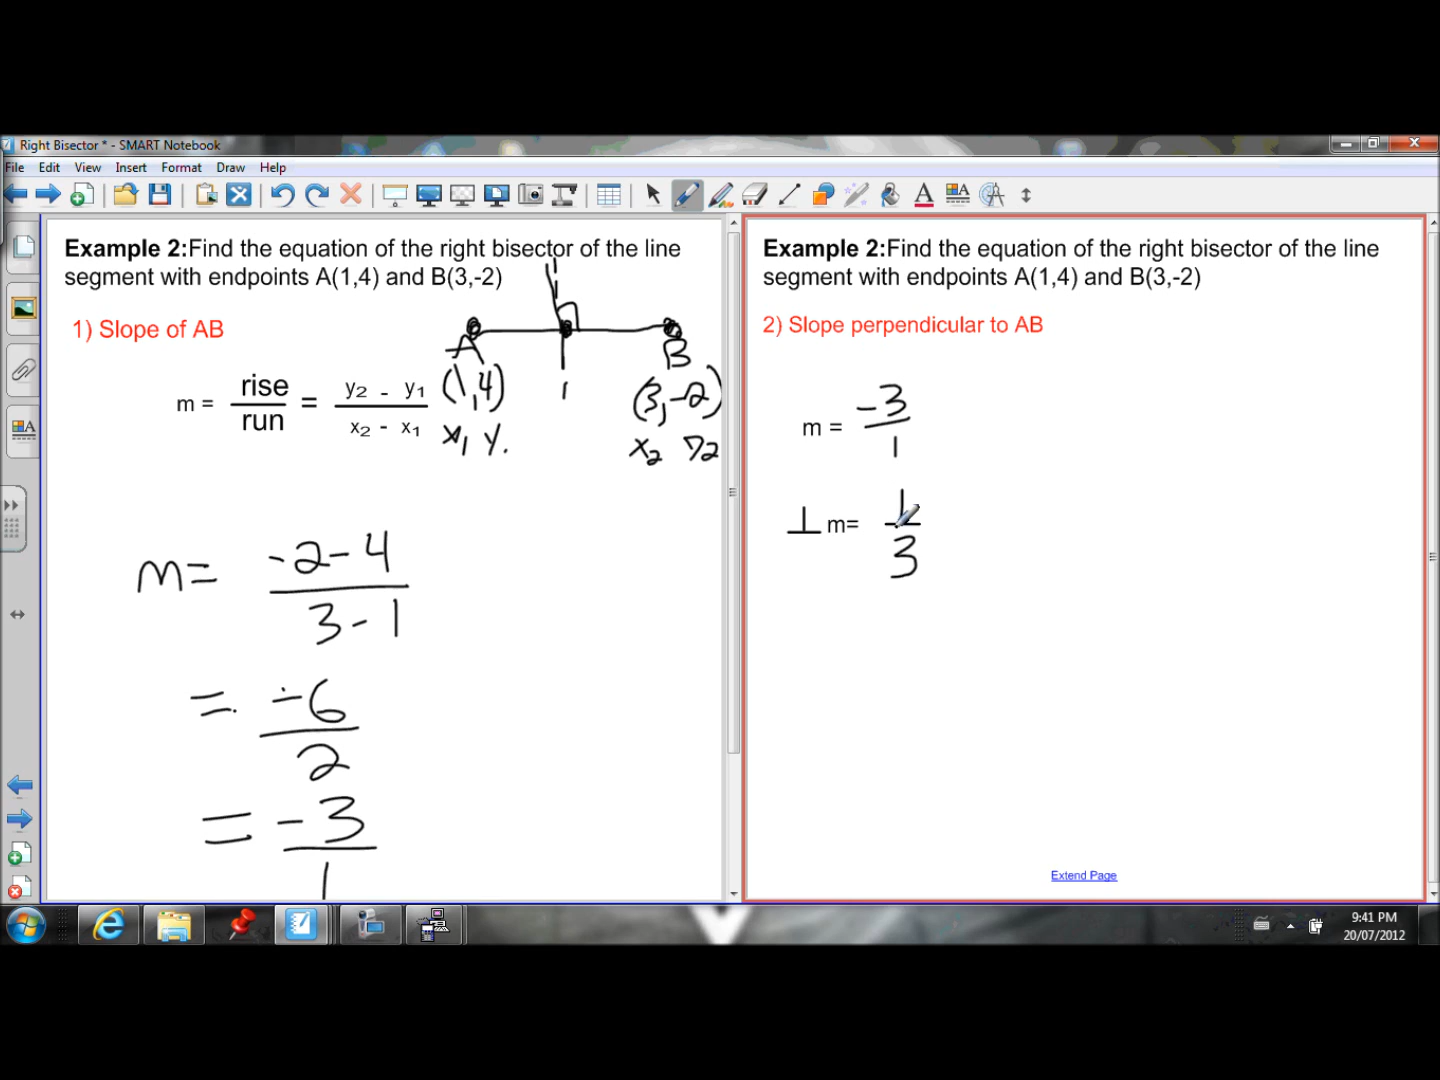 Right Bisector * - SMART Notebook
File Edit View Insert Format Draw Help
Example 2:Find the equation of the right bisector of the line
segment with endpoints A(1,4) and B(3,-2)
1) Slope of AB
A B
m = rise/run = y₂ - y₁ / x₂ - x₁
(1,4) (3,-2)
x₁ y₁ x₂ y₂
m= -2-4 / 3-1
= -6 / 2
= -3 / 1
Example 2:Find the equation of the right bisector of the line
segment with endpoints A(1,4) and B(3,-2)
2) Slope perpendicular to AB
m = -3 / 1
⊥ m= 1 / 3
Extend Page
9:41 PM
20/07/2012